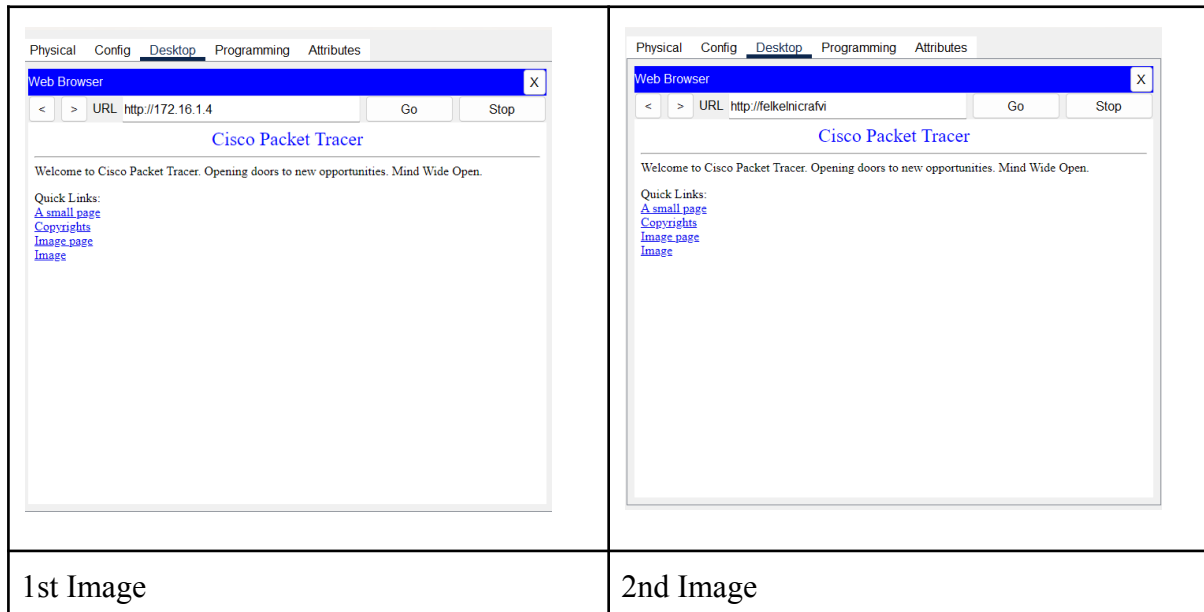 Physical Config Desktop Programming Attributes
Web Browser X
< > URL http://172.16.1.4 Go Stop
Cisco Packet Tracer
Welcome to Cisco Packet Tracer. Opening doors to new opportunities. Mind Wide Open.
Quick Links:
A small page
Copyrights
Image page
Image
1st Image
Physical Config Desktop Programming Attributes
Web Browser X
< > URL http://felkelnicrafvi Go Stop
Cisco Packet Tracer
Welcome to Cisco Packet Tracer. Opening doors to new opportunities. Mind Wide Open.
Quick Links:
A small page
Copyrights
Image page
Image
2nd Image